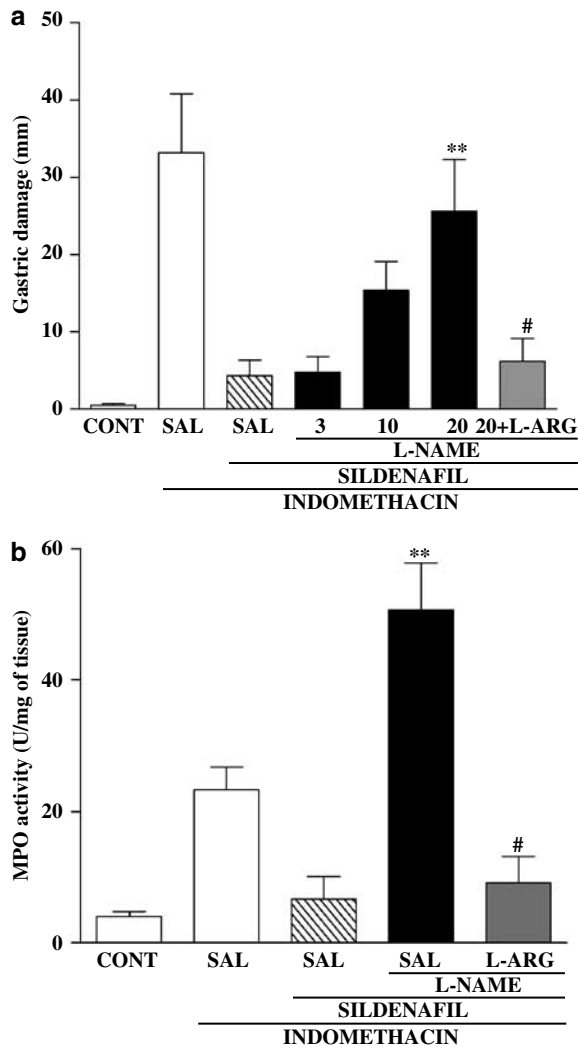 a
50
40
30
20
10
0
Gastric damage (mm)
**
#
CONT SAL SAL 3 10 20 20+L-ARG
L-NAME
SILDENAFIL
INDOMETHACIN
b
60
40
20
0
MPO activity (U/mg of tissue)
**
#
CONT SAL SAL SAL L-ARG
L-NAME
SILDENAFIL
INDOMETHACIN